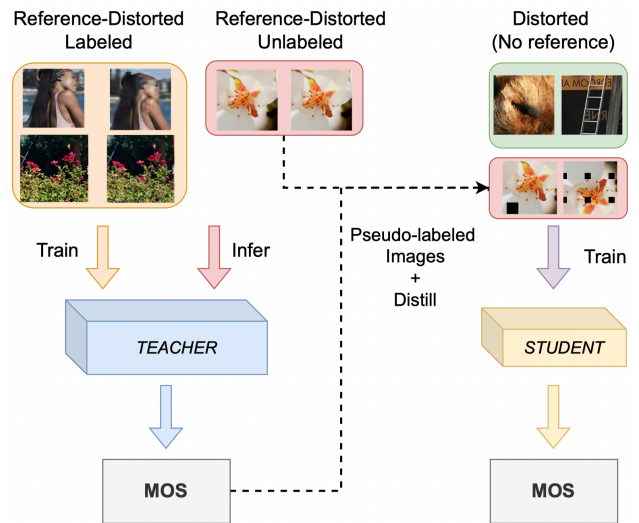 Reference-Distorted
Labeled
Reference-Distorted
Unlabeled
Distorted
(No reference)
Train
Infer
Pseudo-labeled
Images
+
Distill
Train
TEACHER
STUDENT
MOS
MOS